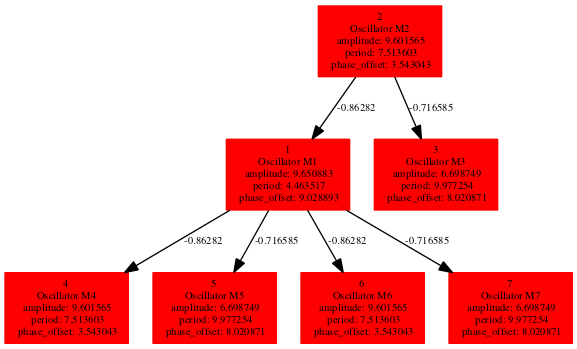 2
Oscillator M2
amplitude: 9.601565
period: 7.513603
phase_offset: 3.543043
-0.86282
-0.716585
1
Oscillator M1
amplitude: 9.650883
period: 4.463517
phase_offset: 9.028893
3
Oscillator M3
amplitude: 6.698749
period: 9.977254
phase_offset: 8.020871
-0.86282
-0.716585
-0.86282
-0.716585
4
Oscillator M4
amplitude: 9.601565
period: 7.513603
phase_offset: 3.543043
5
Oscillator M5
amplitude: 6.698749
period: 9.977254
phase_offset: 8.020871
6
Oscillator M6
amplitude: 9.601565
period: 7.513603
phase_offset: 3.543043
7
Oscillator M7
amplitude: 6.698749
period: 9.977254
phase_offset: 8.020871